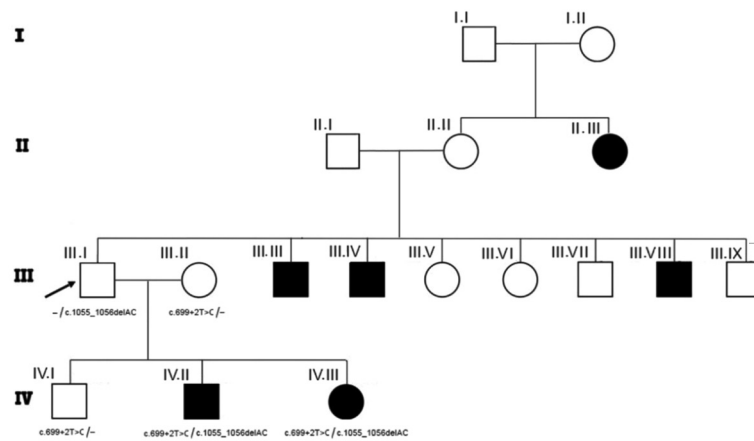 I.I I.II
I
II.I II.II II.III
II
III.I III.II III.III III.IV III.V III.VI III.VII III.VIII III.IX
III
–/c.1055_1056delAC c.699+2T>C/–
IV.I IV.II IV.III
IV
c.699+2T>C/– c.699+2T>C/c.1055_1056delAC c.699+2T>C/c.1055_1056delAC